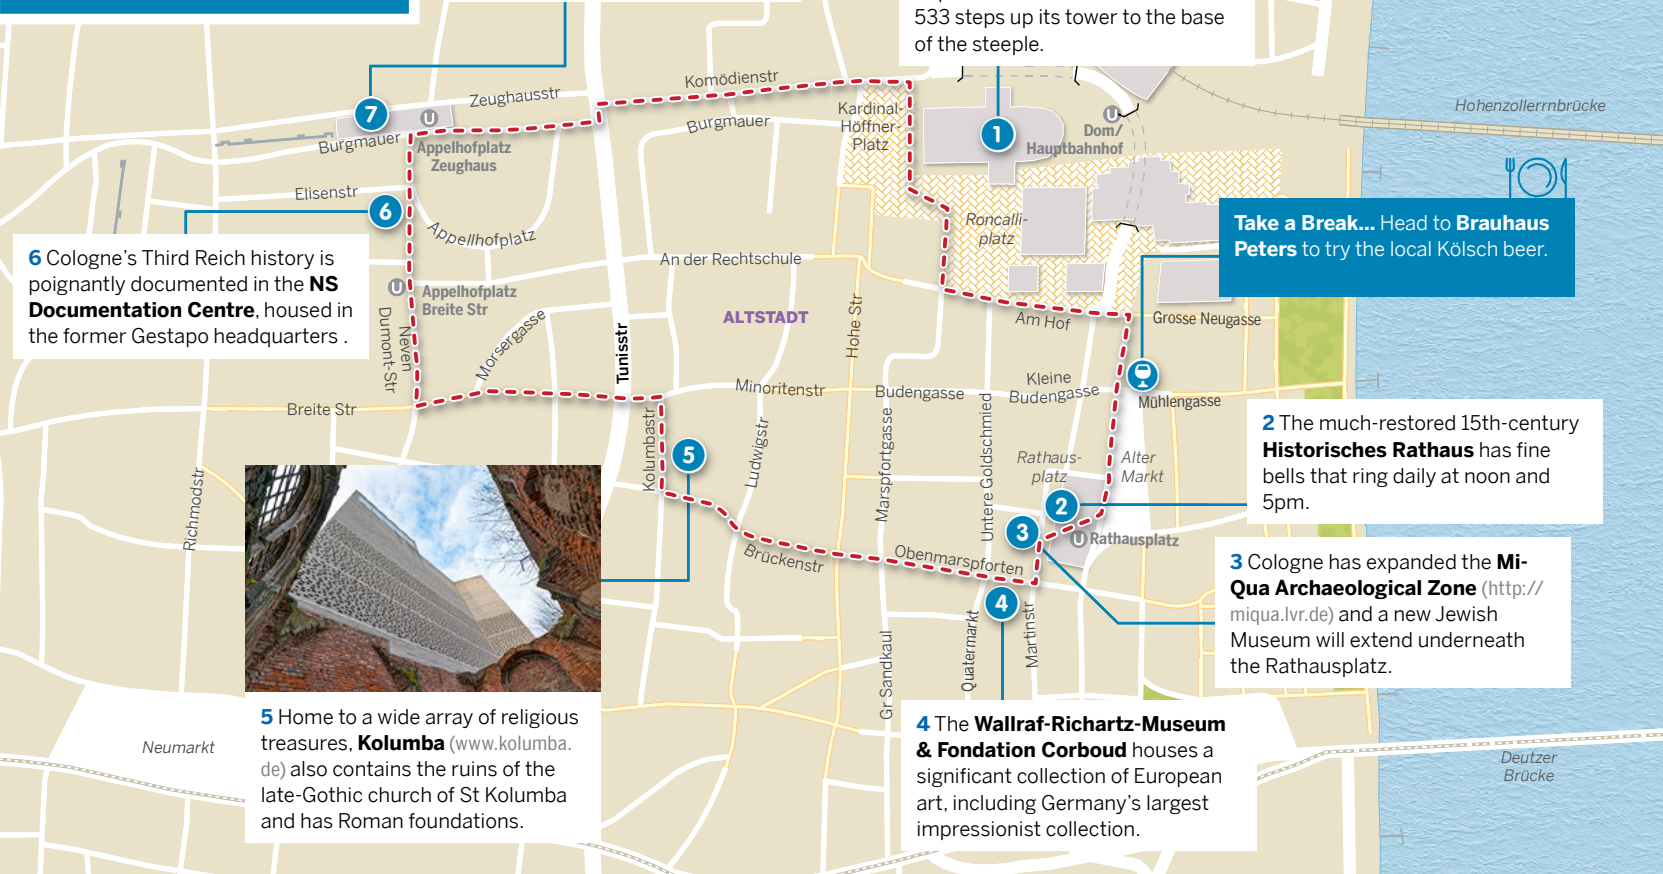 533 steps up its tower to the base
of the steeple.
Komödienstr
Zeughausstr
7
Burgmauer
Burgmauer
Kardinal-
Höffner-
Platz
1
Dom/
Hauptbahnhof
U
Hohenzollerrnbrücke
U
Appelhofplatz
Zeughaus
Elisenstr
6
Appellhofplatz
Roncalli-
platz
Take a Break... Head to Brauhaus
Peters to try the local Kölsch beer.
6 Cologne's Third Reich history is
poignantly documented in the NS
Documentation Centre, housed in
the former Gestapo headquarters .
An der Rechtschule
U
Appelhofplatz
Breite Str
Neven
Dumont-Str
Morsergasse
Tunisstr
ALTSTADT
Hohe Str
Am Hof
Grosse Neugasse
Minoritenstr
Budengasse
Kleine
Budengasse
Mühlengasse
Breite Str
Kolumbastr
5
Ludwigstr
Marspfortgasse
Untere Goldschmied
Rathaus-
platz
Alter
Markt
2 The much-restored 15th-century
Historisches Rathaus has fine
bells that ring daily at noon and
5pm.
Richmodstr
2
3
U
Rathausplatz
Brückenstr
Obenmarspforten
3 Cologne has expanded the Mi-
Qua Archaeological Zone (http://
miqua.lvr.de) and a new Jewish
Museum will extend underneath
the Rathausplatz.
4
Gr Sandkaul
Quatermarkt
Martinstr
5 Home to a wide array of religious
treasures, Kolumba (www.kolumba.
de) also contains the ruins of the
late-Gothic church of St Kolumba
and has Roman foundations.
4 The Wallraf-Richartz-Museum
& Fondation Corboud houses a
significant collection of European
art, including Germany's largest
impressionist collection.
Neumarkt
Deutzer
Brücke